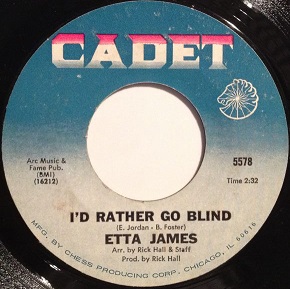 CADET
Arc Music &
Fame Pub.
(BMI)
(16212)
5578
Time 2:32
I'D RATHER GO BLIND
(E. Jordan - B. Foster)
ETTA JAMES
Arr. by Rick Hall & Staff
Prod. by Rick Hall
MFG. BY CHESS PRODUCING CORP. CHICAGO, IL 60616